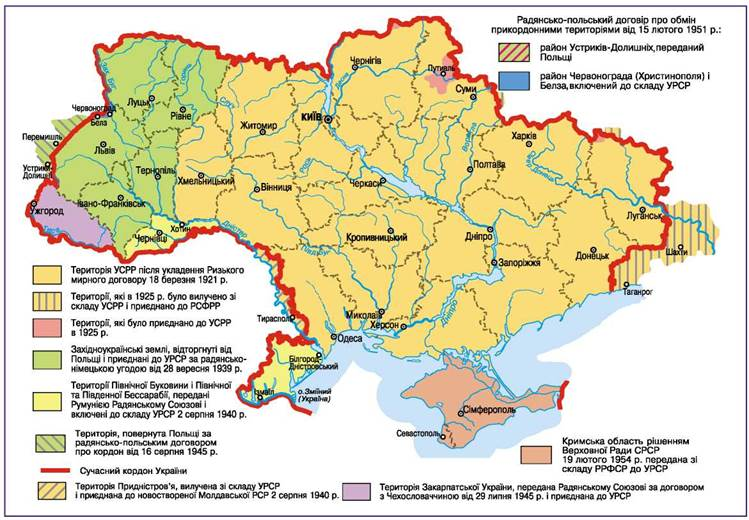 Радянсько-польський договір про обмін
прикордонними територіями від 15 лютого 1951 р.:
район Устриків-Долишніх, переданий
Польщі
район Червонограда (Христинополя) і
Белза, включений до складу УРСР
Чернігів
Путивль
Суми
Луцьк
Рівне
Житомир
КИЇВ
Червоноград
Белз
Перемишль
Львів
Устрики-
Долишні
Тернопіль
Хмельницький
Вінниця
Черкаси
Полтава
Харків
Ужгород
Івано-Франківськ
Хотин
Чернівці
Дністер
Кропивницький
Дніпро
Луганськ
Запоріжжя
Донецьк
Шахти
Таганрог
Миколаїв
Херсон
Дніпро
Тирасполь
Одеса
Білгород-
Дністровський
Ізмаїл
о. Зміїний
(Україна)
Сімферополь
Севастополь
Територія УСРР після укладення Ризького
мирного договору 18 березня 1921 р.
Території, які в 1925 р. було вилучено зі
складу УСРР і приєднано до РСФРР
Території, які було приєднано до УСРР
в 1925 р.
Західноукраїнські землі, відторгнуті від
Польщі і приєднані до УРСР за радянсько-
німецькою угодою від 28 вересня 1939 р.
Території Північної Буковини і Північної
та Південної Бессарабії, передані
Румунією Радянському Союзові і
включені до складу УРСР 2 серпня 1940 р.
Територія, повернута Польщі за
радянсько-польським договором
про кордон від 16 серпня 1945 р.
Сучасний кордон України
Територія Придністров'я, вилучена зі складу УРСР
і приєднана до новоствореної Молдавської РСР 2 серпня 1940 р.
Кримська область рішенням
Верховної Ради СРСР
19 лютого 1954 р. передана зі
складу РРФСР до УРСР
Територія Закарпатської України, передана Радянському Союзові за договором
з Чехословаччиною від 29 липня 1945 р. і приєднана до УРСР